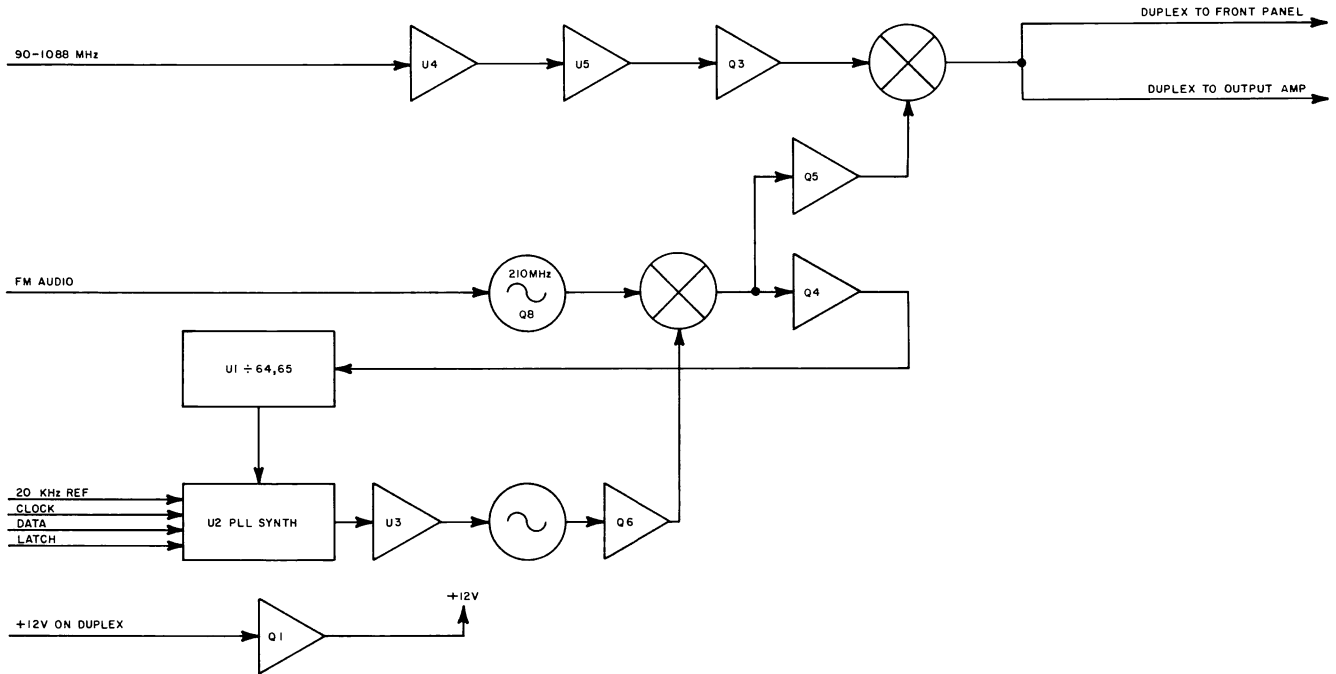 DUPLEX TO FRONT PANEL
90-1088 MHz
U4
U5
Q3
DUPLEX TO OUTPUT AMP
Q5
FM AUDIO
210MHz
Q8
Q4
U1 ÷ 64,65
20 KHz REF
CLOCK
DATA
LATCH
U2 PLL SYNTH
U3
Q6
+12V
+12V ON DUPLEX
Q1